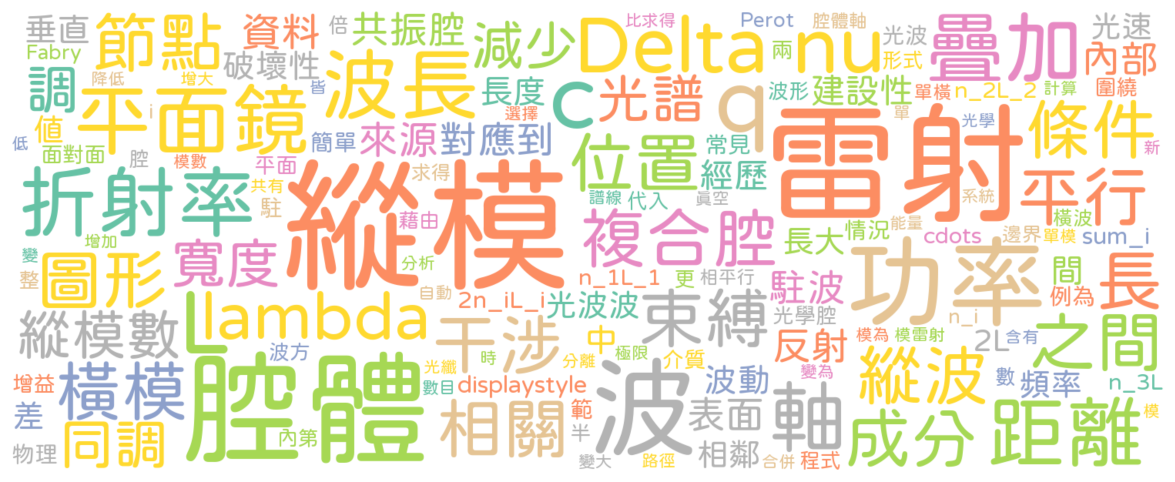 垂直 節點 資料 倍 共振腔 減少 Delta nu 比求得 Perot 腔體軸 光波 疊加 光速
Fabry 降低 增大 破壞性 波長 長度 c 光譜 q 兩 波形 建設性 形式 單橫 n_2L_2 內部 計算 圍繞
調 平面鏡 i 皆 選擇 雷射 單 光學 條件 新
低 值 面對面 腔 模數 簡單 平面 來源 對應到 求得 位置 常見 經歷 譜線 代入 真空 系統 平行
折射率 共有 駐 縱模 藉由 複合腔 長大 情況 能量 cdots 橫波 邊界 單模 sum_i
變 增加 整 圖形 寬度 分析 n_1L_1 更 相平行 功率 間 例為 長
L lambda 自動 2n_iL_i 光波波 束縛 駐波 光學腔 n_i
縱模數 波方 干涉 中 介質 反射 模為 模雷射 2L 含有 之間
增益 橫模 腔體 光纖 時 分離 極限 波 波動 變為 縱波 數 頻率 n_3L
差 數目 displaystyle 範 表面 軸 模
物理 同調 內第 相關 半 變大 路徑 相鄰 合併 程式 成分 距離